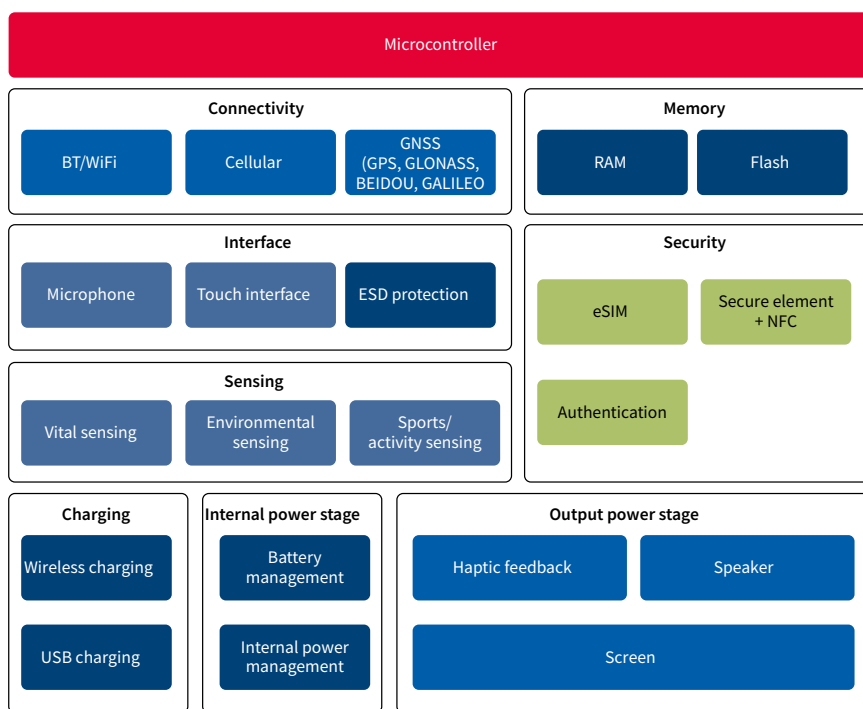 Microcontroller
Connectivity
BT/WiFi
Cellular
GNSS
(GPS, GLONASS,
BEIDOU, GALILEO
Memory
RAM
Flash
Interface
Microphone
Touch interface
ESD protection
Security
eSIM
Secure element
+ NFC
Authentication
Sensing
Vital sensing
Environmental
sensing
Sports/
activity sensing
Charging
Wireless charging
USB charging
Internal power stage
Battery
management
Internal power
management
Output power stage
Haptic feedback
Speaker
Screen